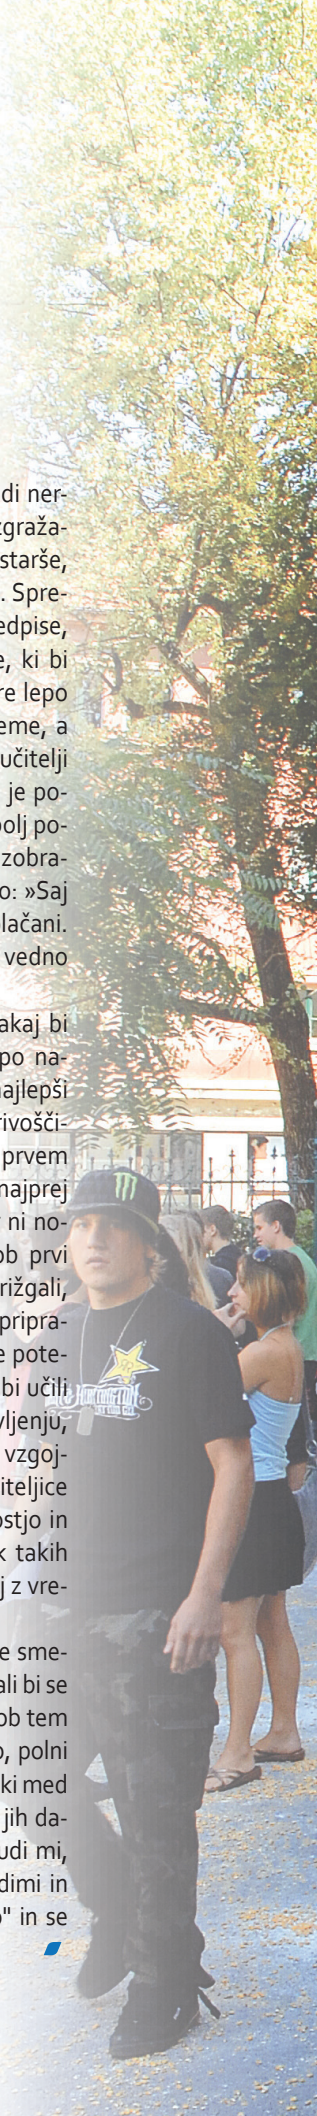 di ner-
zgraža-
starše,
. Spre-
edpise,
e, ki bi
re lepo
eme, a
učitelji
je po-
bolj po-
zobra-
o: »Saj
lačani.
vedno
akaj bi
po na-
najlepši
rivošči-
prvem
najprej
ni no-
ob prvi
rižgali,
pripra-
e pote-
bi učili
vljenju,
vzgoj-
iteljice
ostjo in
k takih
j z vre-
e sme-
ali bi se
ob tem
o, polni
ki med
jih da-
udi mi,
dimi in
o" in se